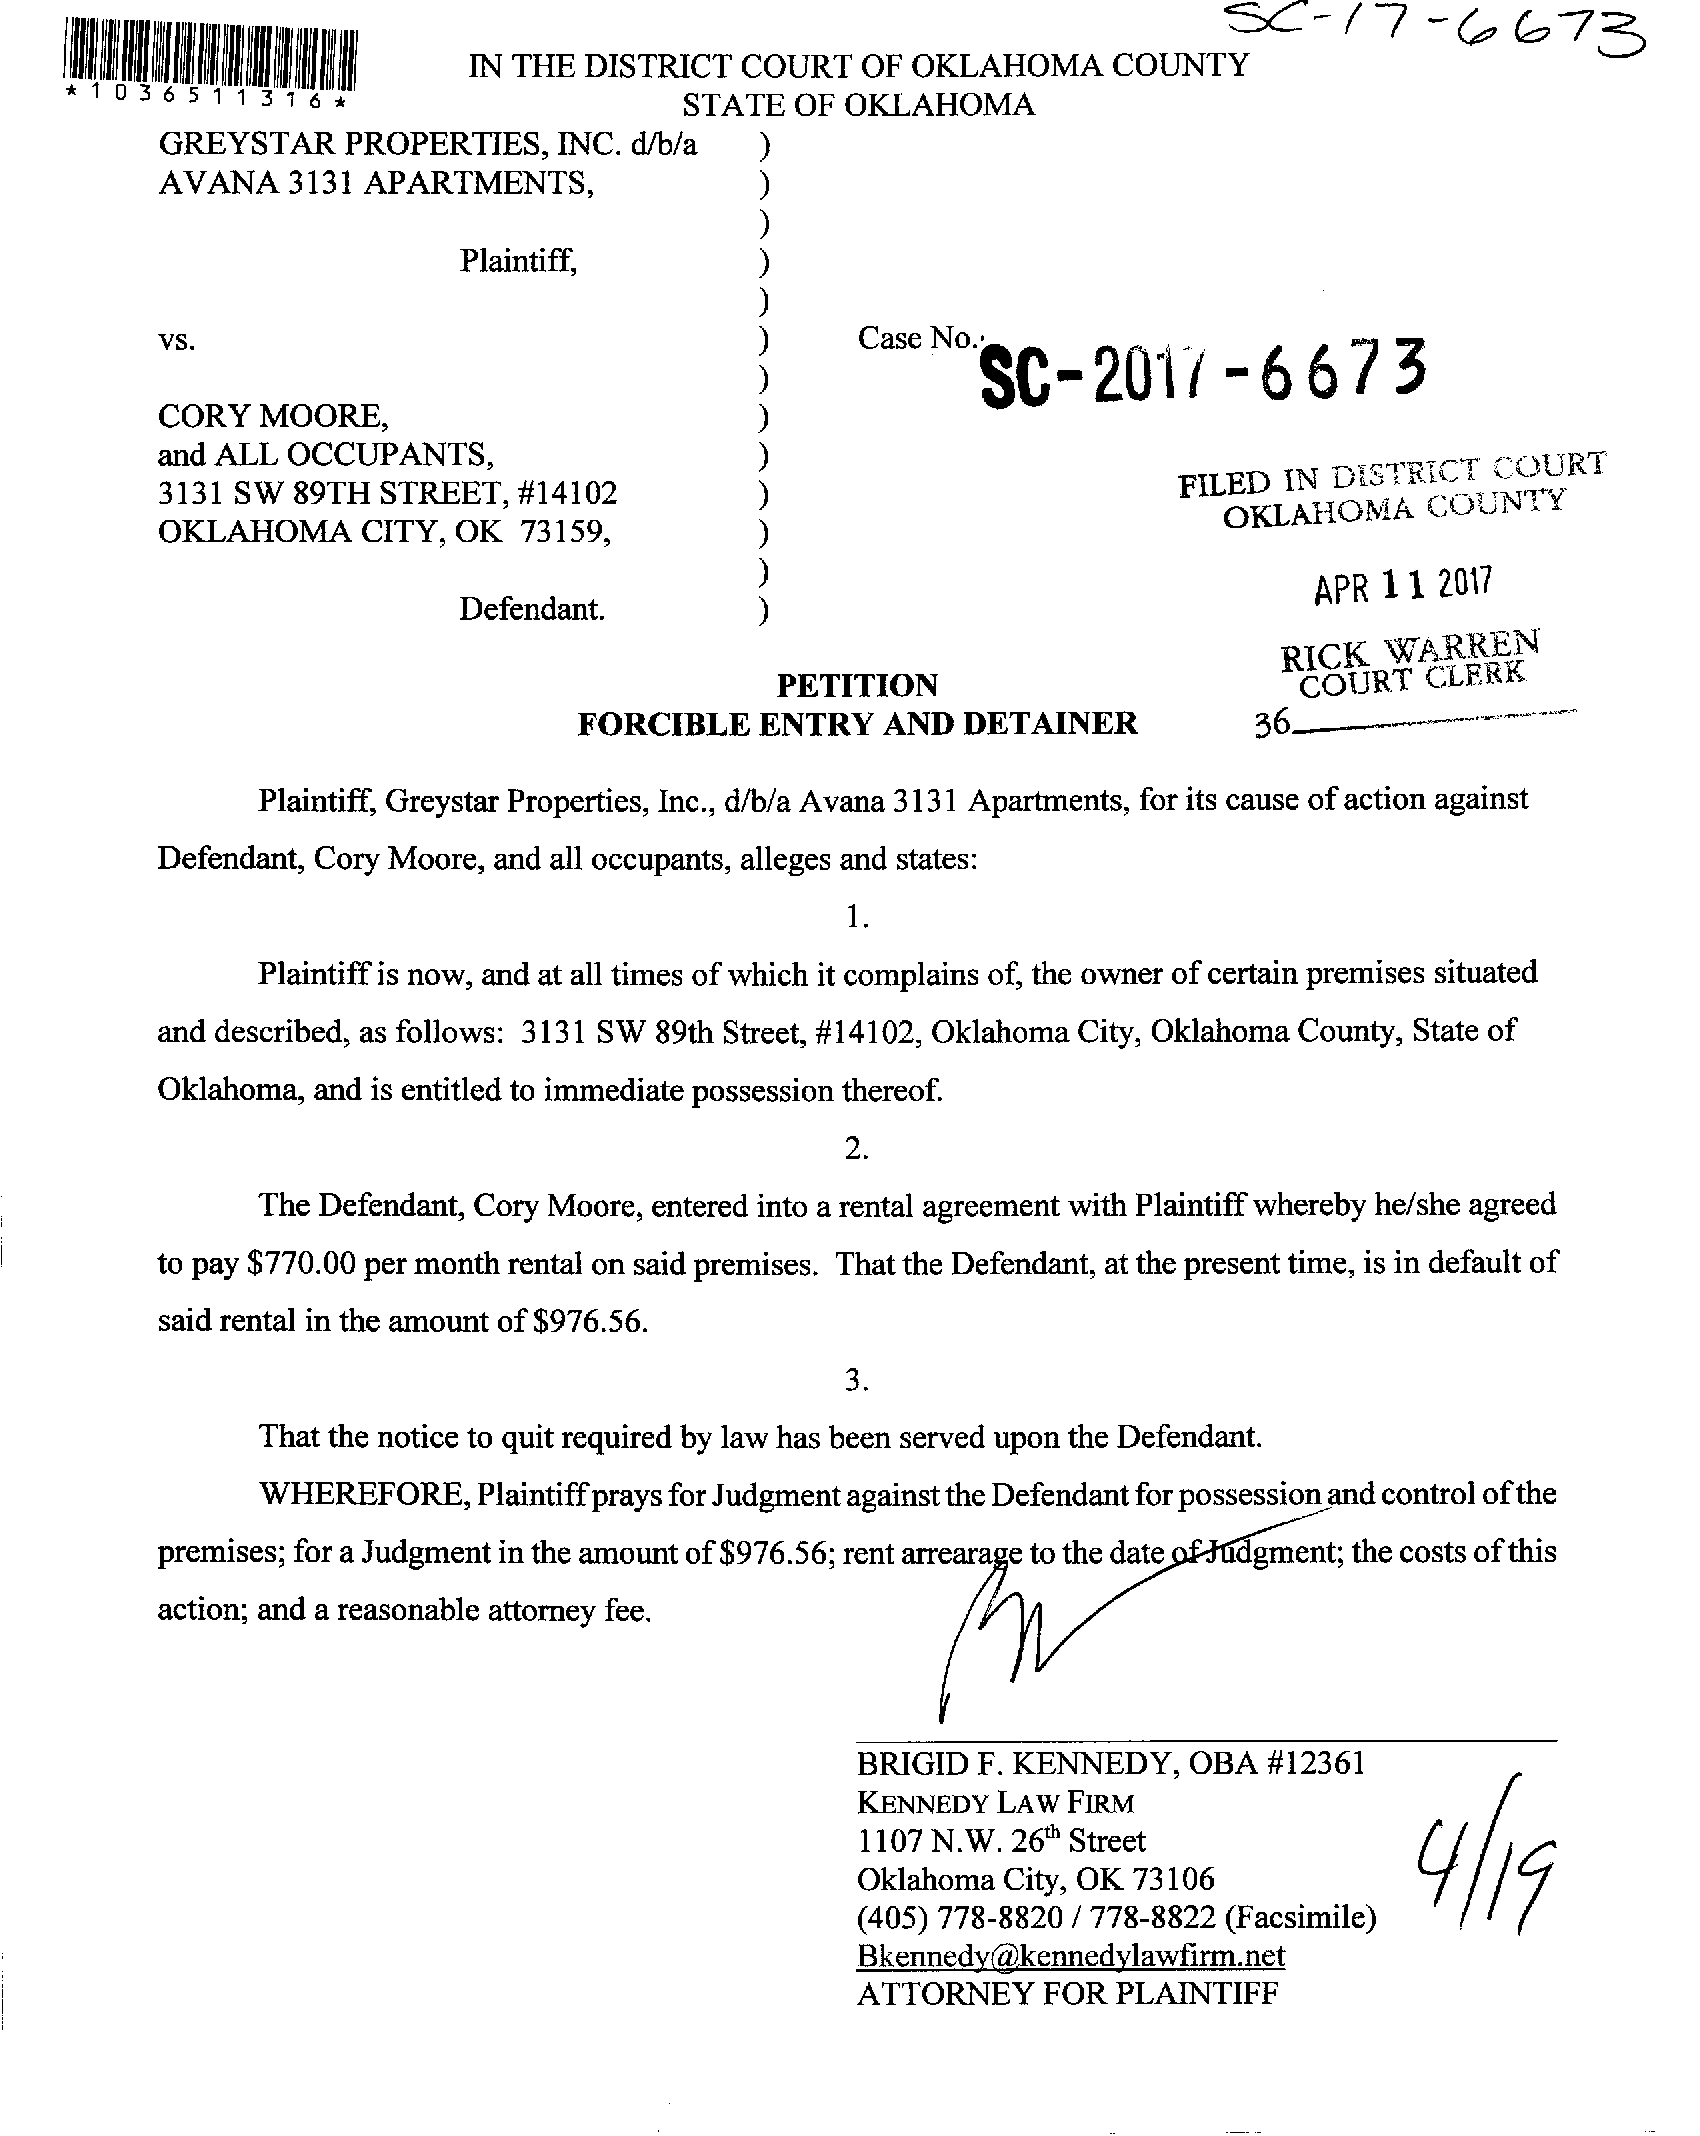 SC-17-6673
*1036511316*
IN THE DISTRICT COURT OF OKLAHOMA COUNTY
STATE OF OKLAHOMA
GREYSTAR PROPERTIES, INC. d/b/a )
AVANA 3131 APARTMENTS, )
)
Plaintiff, )
)
vs. ) Case No.:
SC-2017-6673
)
CORY MOORE, )
and ALL OCCUPANTS, )
3131 SW 89TH STREET, #14102 )
OKLAHOMA CITY, OK 73159, )
)
Defendant. )
FILED IN DISTRICT COURT
OKLAHOMA COUNTY
APR 11 2017
RICK WARREN
COURT CLERK
36
PETITION
FORCIBLE ENTRY AND DETAINER
Plaintiff, Greystar Properties, Inc., d/b/a Avana 3131 Apartments, for its cause of action against
Defendant, Cory Moore, and all occupants, alleges and states:
1.
Plaintiff is now, and at all times of which it complains of, the owner of certain premises situated
and described, as follows: 3131 SW 89th Street, #14102, Oklahoma City, Oklahoma County, State of
Oklahoma, and is entitled to immediate possession thereof.
2.
The Defendant, Cory Moore, entered into a rental agreement with Plaintiff whereby he/she agreed
to pay $770.00 per month rental on said premises. That the Defendant, at the present time, is in default of
said rental in the amount of $976.56.
3.
That the notice to quit required by law has been served upon the Defendant.
WHEREFORE, Plaintiff prays for Judgment against the Defendant for possession and control of the
premises; for a Judgment in the amount of $976.56; rent arrearage to the date of Judgment; the costs of this
action; and a reasonable attorney fee.
BRIGID F. KENNEDY, OBA #12361
KENNEDY LAW FIRM
1107 N.W. 26th Street
Oklahoma City, OK 73106
(405) 778-8820 / 778-8822 (Facsimile)
Bkennedy@kennedylawfirm.net
ATTORNEY FOR PLAINTIFF
4/19